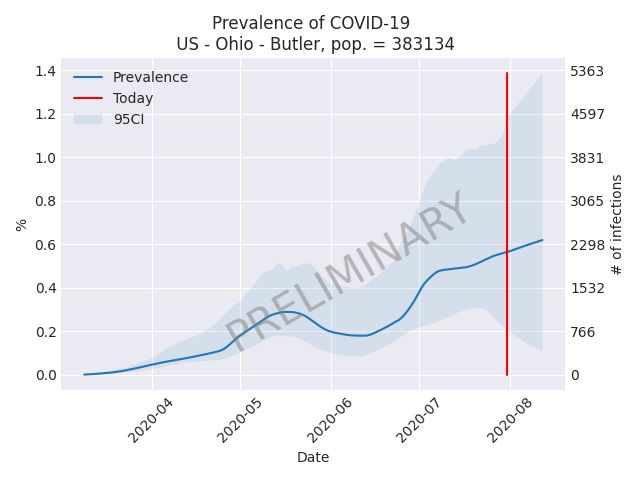 Prevalence of COVID-19
US - Ohio - Butler, pop. = 383134
Prevalence
Today
95CI
1.4
1.2
1.0
0.8
0.6
0.4
0.2
0.0
%
5363
4597
3831
3065
2298
1532
766
0
# of infections
PRELIMINARY
2020-04
2020-05
2020-06
2020-07
2020-08
Date